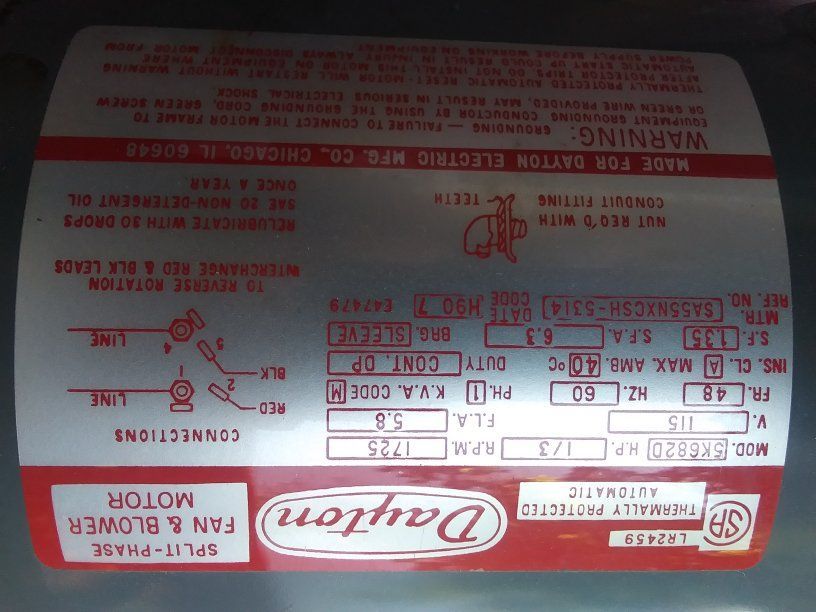 LR2459
SA
THERMALLY PROTECTED
AUTOMATIC
Dayton
SPLIT-PHASE
FAN & BLOWER
MOTOR
MOD. 5K682D H.P. 1/3 R.P.M. 1725
V. 115 F.L.A. 5.8
FR. 48 HZ. 60 PH. 1 K.V.A. CODE M
INS. CL. A MAX. AMB. 40 °C DUTY CONT. DP
S.F. 1.35 S.F.A. 6.3 BRG. SLEEVE
MTR. REF. NO. SA55NXCSH-5314 DATE CODE H90 7 E47479
CONNECTIONS
RED 2 1 LINE
BLK 5 4 LINE
TO REVERSE ROTATION
INTERCHANGE RED & BLK LEADS
NUT REQ'D WITH TEETH
CONDUIT FITTING
RELUBRICATE WITH 30 DROPS
SAE 20 NON-DETERGENT OIL
ONCE A YEAR
MADE FOR DAYTON ELECTRIC MFG. CO., CHICAGO, IL 60648
WARNING: GROUNDING — FAILURE TO CONNECT THE MOTOR FRAME TO
EQUIPMENT GROUNDING CONDUCTOR BY USING THE GROUNDING CORD, GREEN SCREW
OR GREEN WIRE PROVIDED, MAY RESULT IN SERIOUS ELECTRICAL SHOCK.
THERMALLY PROTECTED AUTOMATIC RESET: MOTOR WILL RESTART WITHOUT WARNING
AFTER PROTECTOR TRIPS. DO NOT INSTALL THIS MOTOR ON EQUIPMENT WHERE
AUTOMATIC START UP COULD RESULT IN INJURY. ALWAYS DISCONNECT MOTOR FROM
POWER SUPPLY BEFORE WORKING ON EQUIPMENT